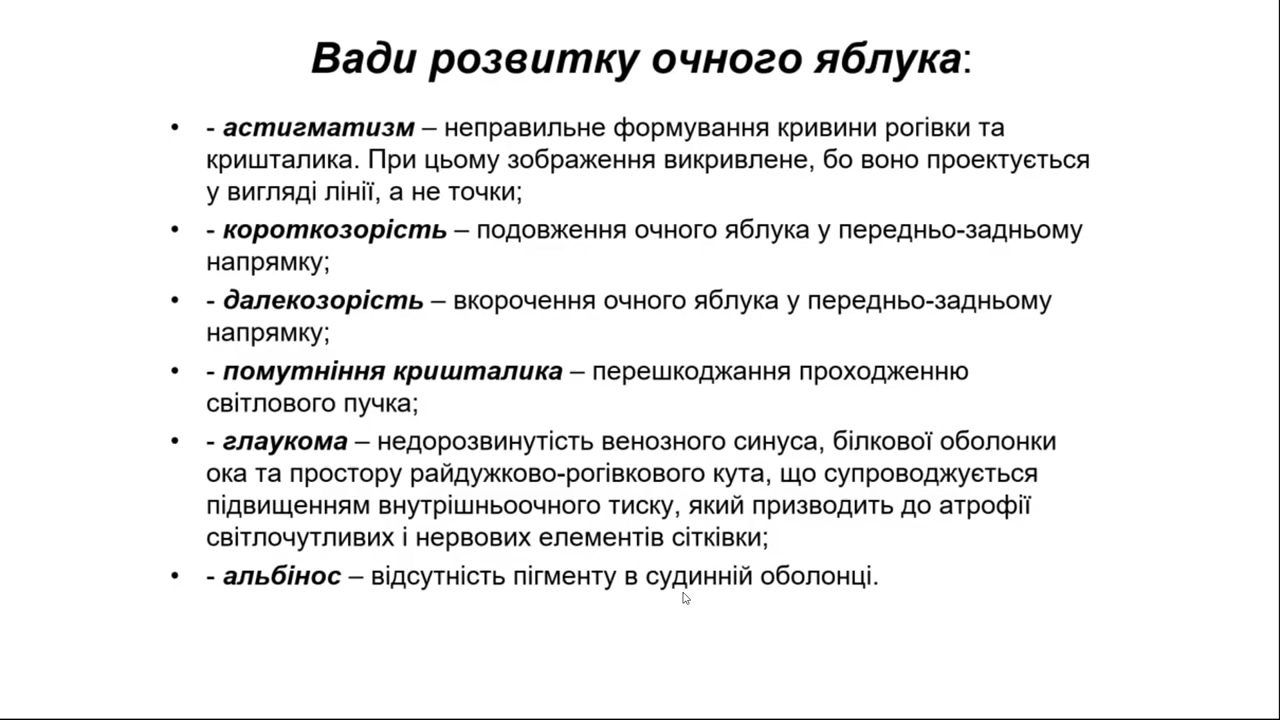 Вади розвитку очного яблука:
• - астигматизм – неправильне формування кривини рогівки та
кришталика. При цьому зображення викривлене, бо воно проектується
у вигляді лінії, а не точки;
• - короткозорість – подовження очного яблука у передньо-задньому
напрямку;
• - далекозорість – вкорочення очного яблука у передньо-задньому
напрямку;
• - помутніння кришталика – перешкоджання проходженню
світлового пучка;
• - глаукома – недорозвинутість венозного синуса, білкової оболонки
ока та простору райдужково-рогівкового кута, що супроводжується
підвищенням внутрішньоочного тиску, який призводить до атрофії
світлочутливих і нервових елементів сітківки;
• - альбінос – відсутність пігменту в судинній оболонці.